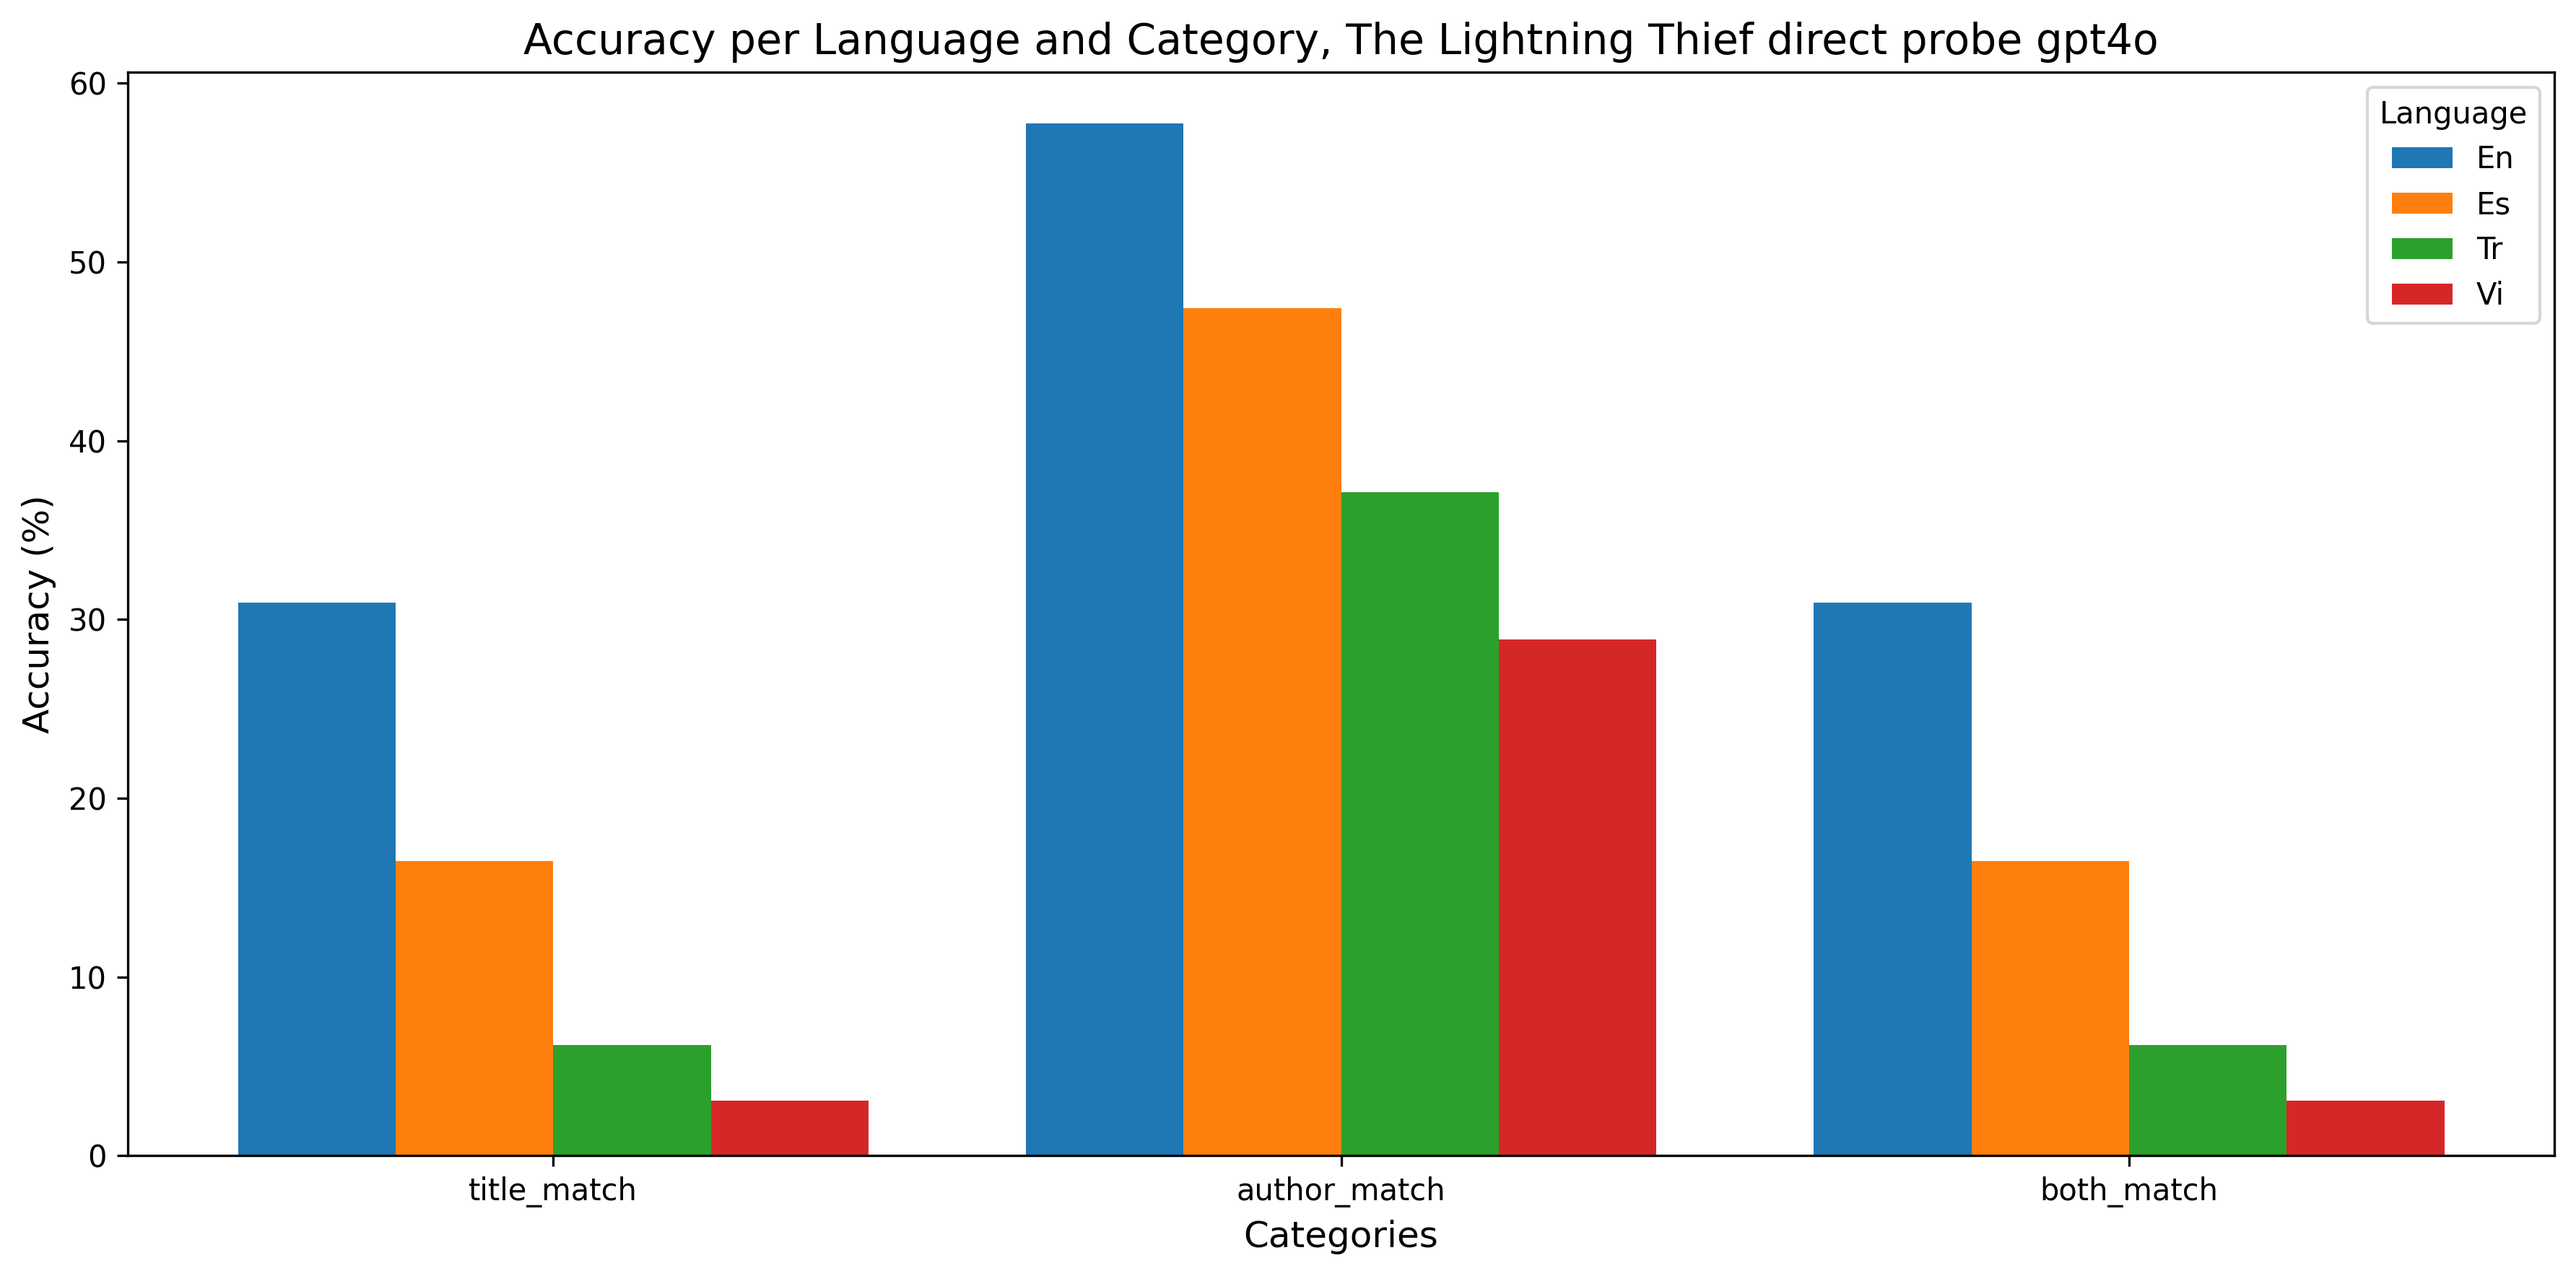 Accuracy per Language and Category, The Lightning Thief direct probe gpt4o
Accuracy (%)
60
50
40
30
20
10
0
Language
En
Es
Tr
Vi
title_match
author_match
both_match
Categories